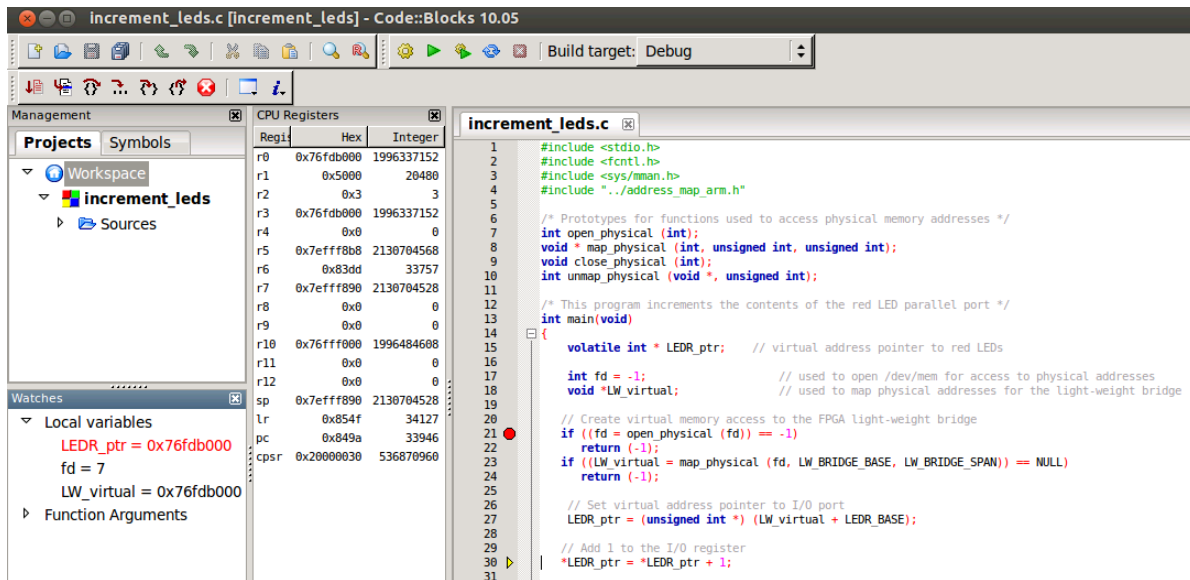 increment_leds.c [increment_leds] - Code::Blocks 10.05
Build target: Debug
Management
Projects Symbols
Workspace
increment_leds
Sources
Watches
Local variables
LEDR_ptr = 0x76fdb000
fd = 7
LW_virtual = 0x76fdb000
Function Arguments
CPU Registers
Regis Hex Integer
r0 0x76fdb000 1996337152
r1 0x5000 20480
r2 0x3 3
r3 0x76fdb000 1996337152
r4 0x0 0
r5 0x7efff8b8 2130704568
r6 0x83dd 33757
r7 0x7efff890 2130704528
r8 0x0 0
r9 0x0 0
r10 0x76fff000 1996484608
r11 0x0 0
r12 0x0 0
sp 0x7efff890 2130704528
lr 0x854f 34127
pc 0x849a 33946
cpsr 0x20000030 536870960
increment_leds.c
1 #include <stdio.h>
2 #include <fcntl.h>
3 #include <sys/mman.h>
4 #include "../address_map_arm.h"
5
6 /* Prototypes for functions used to access physical memory addresses */
7 int open_physical (int);
8 void * map_physical (int, unsigned int, unsigned int);
9 void close_physical (int);
10 int unmap_physical (void *, unsigned int);
11
12 /* This program increments the contents of the red LED parallel port */
13 int main(void)
14 {
15 volatile int * LEDR_ptr; // virtual address pointer to red LEDs
16
17 int fd = -1; // used to open /dev/mem for access to physical addresses
18 void *LW_virtual; // used to map physical addresses for the light-weight bridge
19
20 // Create virtual memory access to the FPGA light-weight bridge
21 if ((fd = open_physical (fd)) == -1)
22 return (-1);
23 if ((LW_virtual = map_physical (fd, LW_BRIDGE_BASE, LW_BRIDGE_SPAN)) == NULL)
24 return (-1);
25
26 // Set virtual address pointer to I/O port
27 LEDR_ptr = (unsigned int *) (LW_virtual + LEDR_BASE);
28
29 // Add 1 to the I/O register
30 *LEDR_ptr = *LEDR_ptr + 1;
31